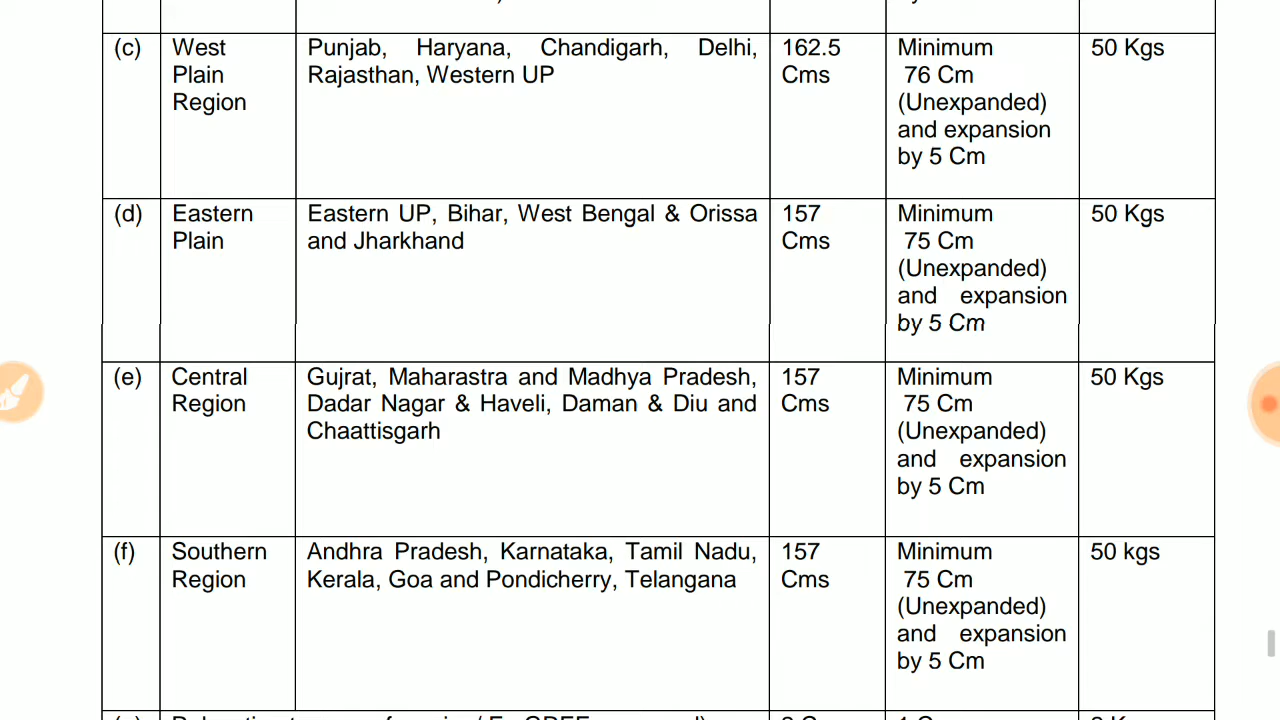 (c) West Punjab, Haryana, Chandigarh, Delhi, 162.5 Minimum 50 Kgs
Plain Rajasthan, Western UP Cms 76 Cm
Region (Unexpanded)
and expansion
by 5 Cm
(d) Eastern Eastern UP, Bihar, West Bengal & Orissa 157 Minimum 50 Kgs
Plain and Jharkhand Cms 75 Cm
(Unexpanded)
and expansion
by 5 Cm
(e) Central Gujrat, Maharastra and Madhya Pradesh, 157 Minimum 50 Kgs
Region Dadar Nagar & Haveli, Daman & Diu and Cms 75 Cm
Chaattisgarh (Unexpanded)
and expansion
by 5 Cm
(f) Southern Andhra Pradesh, Karnataka, Tamil Nadu, 157 Minimum 50 kgs
Region Kerala, Goa and Pondicherry, Telangana Cms 75 Cm
(Unexpanded)
and expansion
by 5 Cm